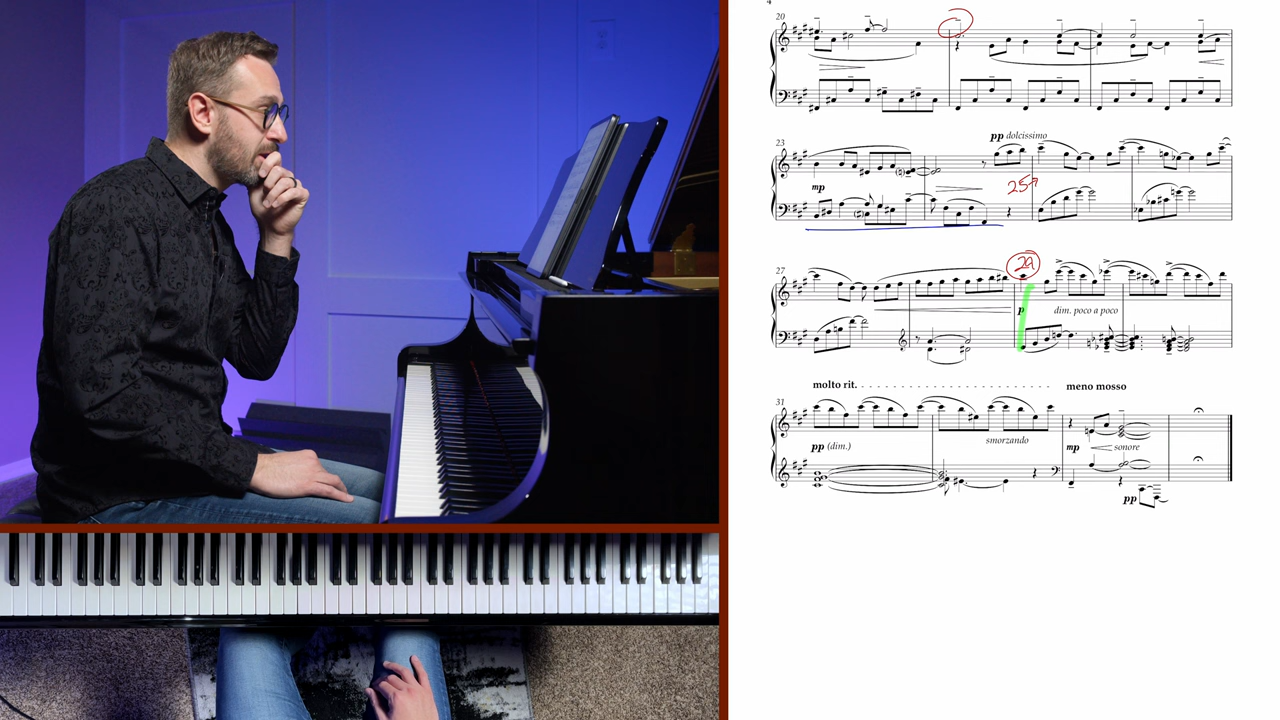 4
20
23
pp dolcissimo
mp
25→
27
29
p
dim. poco a poco
molto rit.
meno mosso
31
pp (dim.)
smorzando
mp
sonore
pp